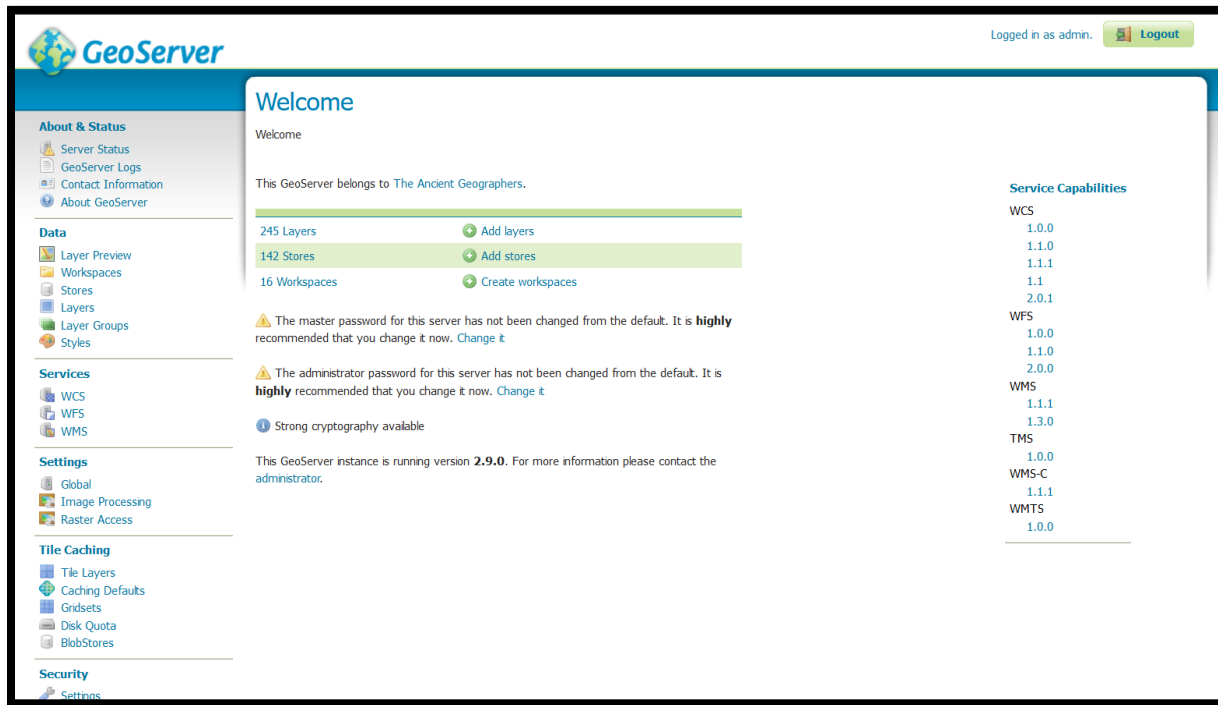 GeoServer
Logged in as admin.
Logout
About & Status
Server Status
GeoServer Logs
Contact Information
About GeoServer
Data
Layer Preview
Workspaces
Stores
Layers
Layer Groups
Styles
Services
WCS
WFS
WMS
Settings
Global
Image Processing
Raster Access
Tile Caching
Tile Layers
Caching Defaults
Gridsets
Disk Quota
BlobStores
Security
Settings
Welcome
Welcome
This GeoServer belongs to The Ancient Geographers.
245 Layers Add layers
142 Stores Add stores
16 Workspaces Create workspaces
The master password for this server has not been changed from the default. It is highly
recommended that you change it now. Change it
The administrator password for this server has not been changed from the default. It is
highly recommended that you change it now. Change it
Strong cryptography available
This GeoServer instance is running version 2.9.0. For more information please contact the
administrator.
Service Capabilities
WCS
1.0.0
1.1.0
1.1.1
1.1
2.0.1
WFS
1.0.0
1.1.0
2.0.0
WMS
1.1.1
1.3.0
TMS
1.0.0
WMS-C
1.1.1
WMTS
1.0.0